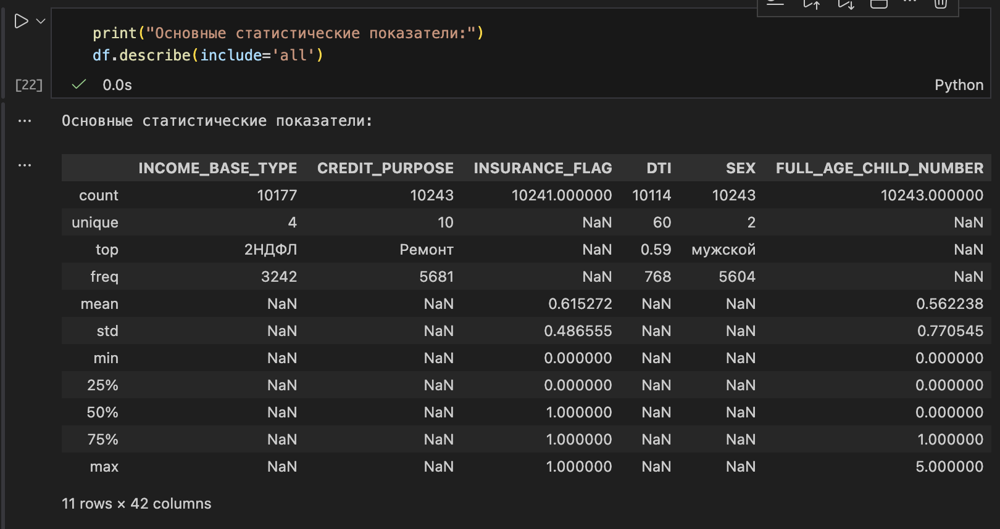 print("Основные статистические показатели:")
df.describe(include='all')
[22] 0.0s Python
Основные статистические показатели:
INCOME_BASE_TYPE CREDIT_PURPOSE INSURANCE_FLAG DTI SEX FULL_AGE_CHILD_NUMBER
count 10177 10243 10241.000000 10114 10243 10243.000000
unique 4 10 NaN 60 2 NaN
top 2НДФЛ Ремонт NaN 0.59 мужской NaN
freq 3242 5681 NaN 768 5604 NaN
mean NaN NaN 0.615272 NaN NaN 0.562238
std NaN NaN 0.486555 NaN NaN 0.770545
min NaN NaN 0.000000 NaN NaN 0.000000
25% NaN NaN 0.000000 NaN NaN 0.000000
50% NaN NaN 1.000000 NaN NaN 0.000000
75% NaN NaN 1.000000 NaN NaN 1.000000
max NaN NaN 1.000000 NaN NaN 5.000000
11 rows × 42 columns